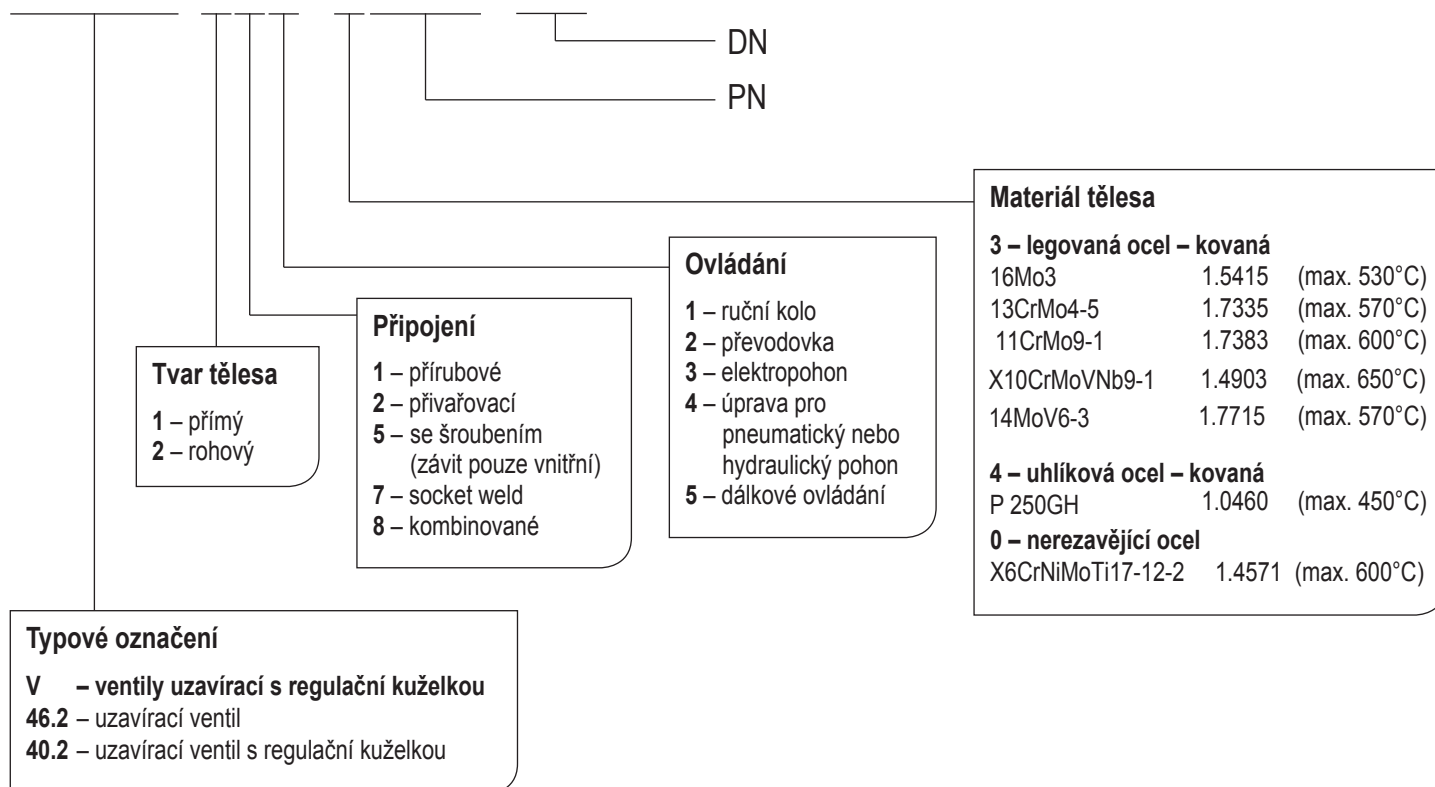 DN
PN
Materiál tělesa
3 – legovaná ocel – kovaná
16Mo3 1.5415 (max. 530°C)
13CrMo4-5 1.7335 (max. 570°C)
11CrMo9-1 1.7383 (max. 600°C)
X10CrMoVNb9-1 1.4903 (max. 650°C)
14MoV6-3 1.7715 (max. 570°C)
4 – uhlíková ocel – kovaná
P 250GH 1.0460 (max. 450°C)
0 – nerezavějící ocel
X6CrNiMoTi17-12-2 1.4571 (max. 600°C)
Ovládání
1 – ruční kolo
2 – převodovka
3 – elektropohon
4 – úprava pro
pneumatický nebo
hydraulický pohon
5 – dálkové ovládání
Připojení
1 – přírubové
2 – přivařovací
5 – se šroubením
(závit pouze vnitřní)
7 – socket weld
8 – kombinované
Tvar tělesa
1 – přímý
2 – rohový
Typové označení
V – ventily uzavírací s regulační kuželkou
46.2 – uzavírací ventil
40.2 – uzavírací ventil s regulační kuželkou